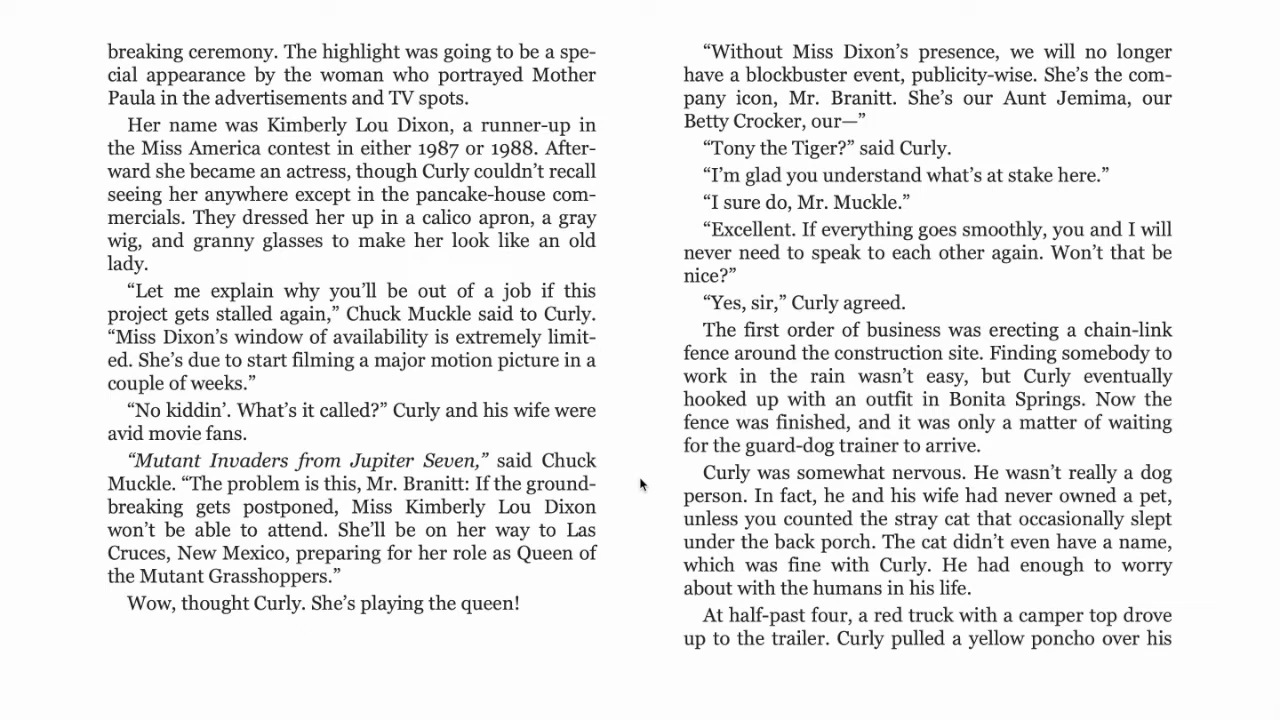 breaking ceremony. The highlight was going to be a spe-
cial appearance by the woman who portrayed Mother
Paula in the advertisements and TV spots.
Her name was Kimberly Lou Dixon, a runner-up in
the Miss America contest in either 1987 or 1988. After-
ward she became an actress, though Curly couldn’t recall
seeing her anywhere except in the pancake-house com-
mercials. They dressed her up in a calico apron, a gray
wig, and granny glasses to make her look like an old
lady.
“Let me explain why you’ll be out of a job if this
project gets stalled again,” Chuck Muckle said to Curly.
“Miss Dixon’s window of availability is extremely limit-
ed. She’s due to start filming a major motion picture in a
couple of weeks.”
“No kiddin’. What’s it called?” Curly and his wife were
avid movie fans.
“Mutant Invaders from Jupiter Seven,” said Chuck
Muckle. “The problem is this, Mr. Branitt: If the ground-
breaking gets postponed, Miss Kimberly Lou Dixon
won’t be able to attend. She’ll be on her way to Las
Cruces, New Mexico, preparing for her role as Queen of
the Mutant Grasshoppers.”
Wow, thought Curly. She’s playing the queen!
“Without Miss Dixon’s presence, we will no longer
have a blockbuster event, publicity-wise. She’s the com-
pany icon, Mr. Branitt. She’s our Aunt Jemima, our
Betty Crocker, our—”
“Tony the Tiger?” said Curly.
“I’m glad you understand what’s at stake here.”
“I sure do, Mr. Muckle.”
“Excellent. If everything goes smoothly, you and I will
never need to speak to each other again. Won’t that be
nice?”
“Yes, sir,” Curly agreed.
The first order of business was erecting a chain-link
fence around the construction site. Finding somebody to
work in the rain wasn’t easy, but Curly eventually
hooked up with an outfit in Bonita Springs. Now the
fence was finished, and it was only a matter of waiting
for the guard-dog trainer to arrive.
Curly was somewhat nervous. He wasn’t really a dog
person. In fact, he and his wife had never owned a pet,
unless you counted the stray cat that occasionally slept
under the back porch. The cat didn’t even have a name,
which was fine with Curly. He had enough to worry
about with the humans in his life.
At half-past four, a red truck with a camper top drove
up to the trailer. Curly pulled a yellow poncho over his